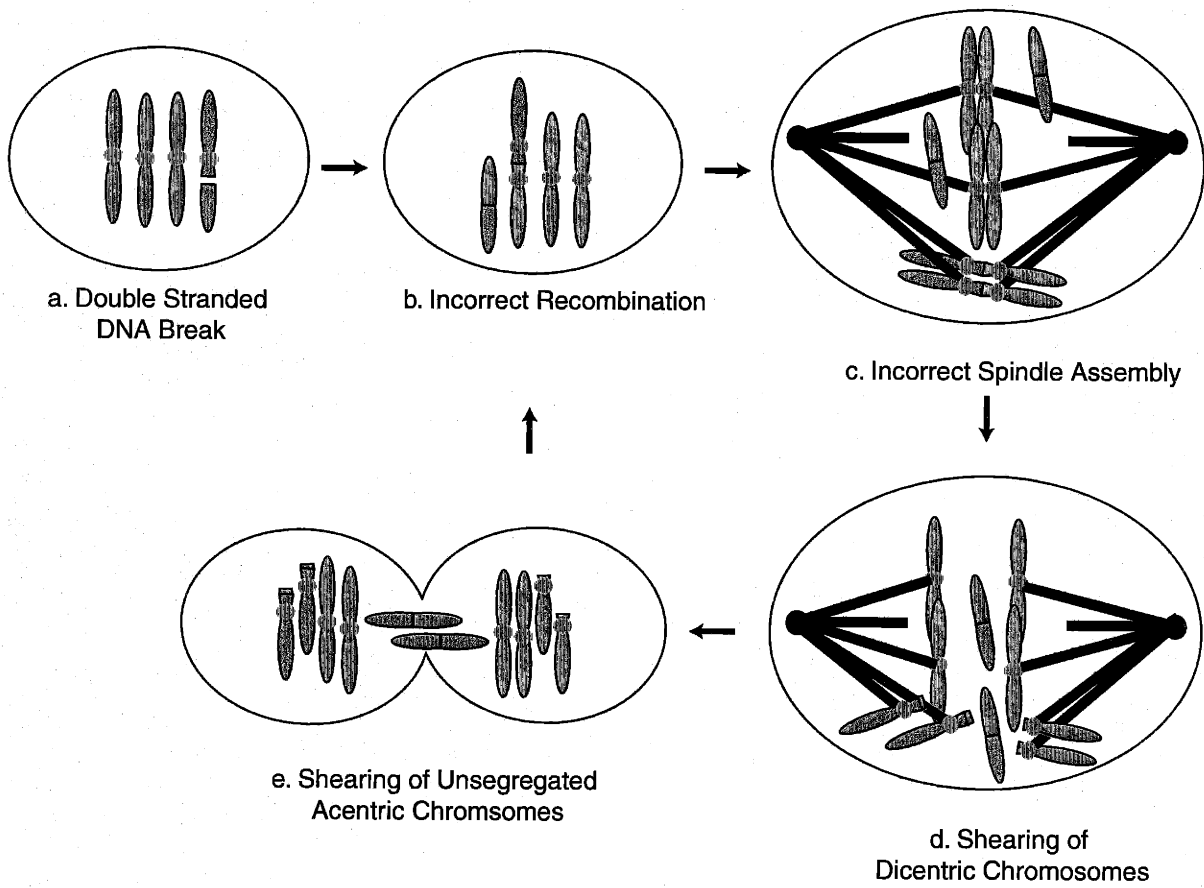 a. Double Stranded
DNA Break
b. Incorrect Recombination
c. Incorrect Spindle Assembly
d. Shearing of
Dicentric Chromosomes
e. Shearing of Unsegregated
Acentric Chromsomes